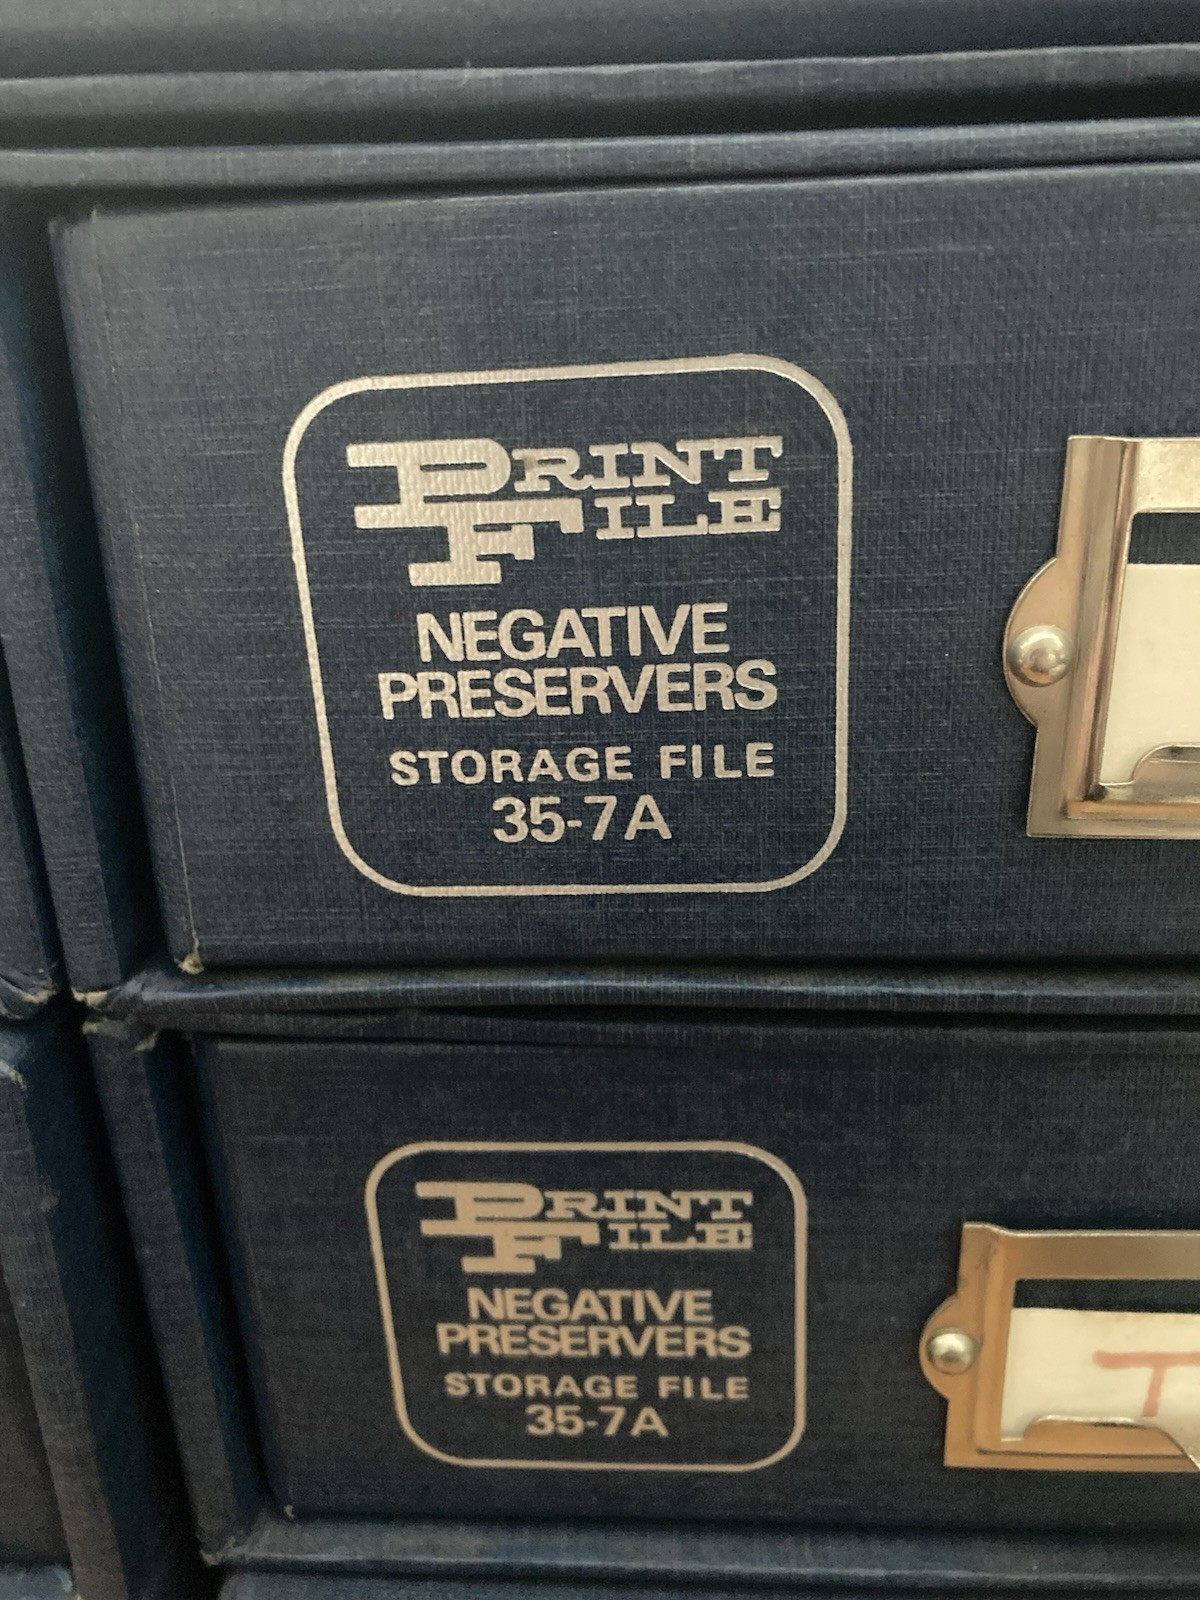 PRINT
FILE
NEGATIVE
PRESERVERS
STORAGE FILE
35-7A
PRINT
FILE
NEGATIVE
PRESERVERS
STORAGE FILE
35-7A
T